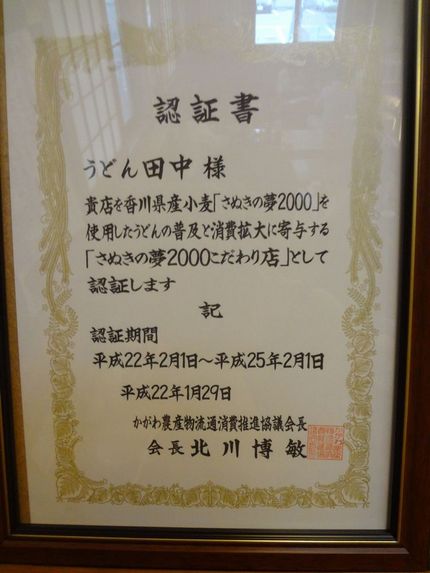 認証書
うどん田中 様
貴店を香川県産小麦「さぬきの夢2000」を
使用したうどんの普及と消費拡大に寄与する
「さぬきの夢2000こだわり店」として
認証します
記
認証期間
平成22年2月1日〜平成25年2月1日
平成22年1月29日
かがわ農産物流通消費推進協議会長
会長 北川博敏